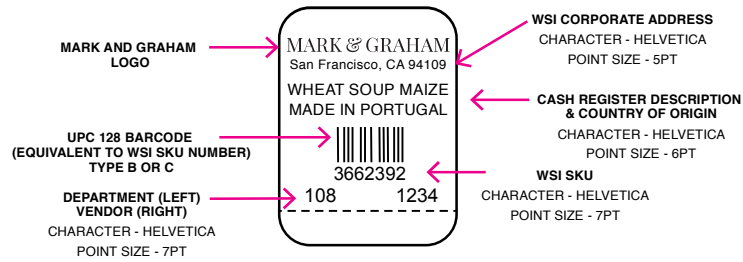 MARK AND GRAHAM
LOGO
UPC 128 BARCODE
(EQUIVALENT TO WSI SKU NUMBER)
TYPE B OR C
DEPARTMENT (LEFT)
VENDOR (RIGHT)
CHARACTER - HELVETICA
POINT SIZE - 7PT
MARK & GRAHAM
San Francisco, CA 94109
WHEAT SOUP MAIZE
MADE IN PORTUGAL
3662392
108 1234
WSI CORPORATE ADDRESS
CHARACTER - HELVETICA
POINT SIZE - 5PT
CASH REGISTER DESCRIPTION
& COUNTRY OF ORIGIN
CHARACTER - HELVETICA
POINT SIZE - 6PT
WSI SKU
CHARACTER - HELVETICA
POINT SIZE - 7PT